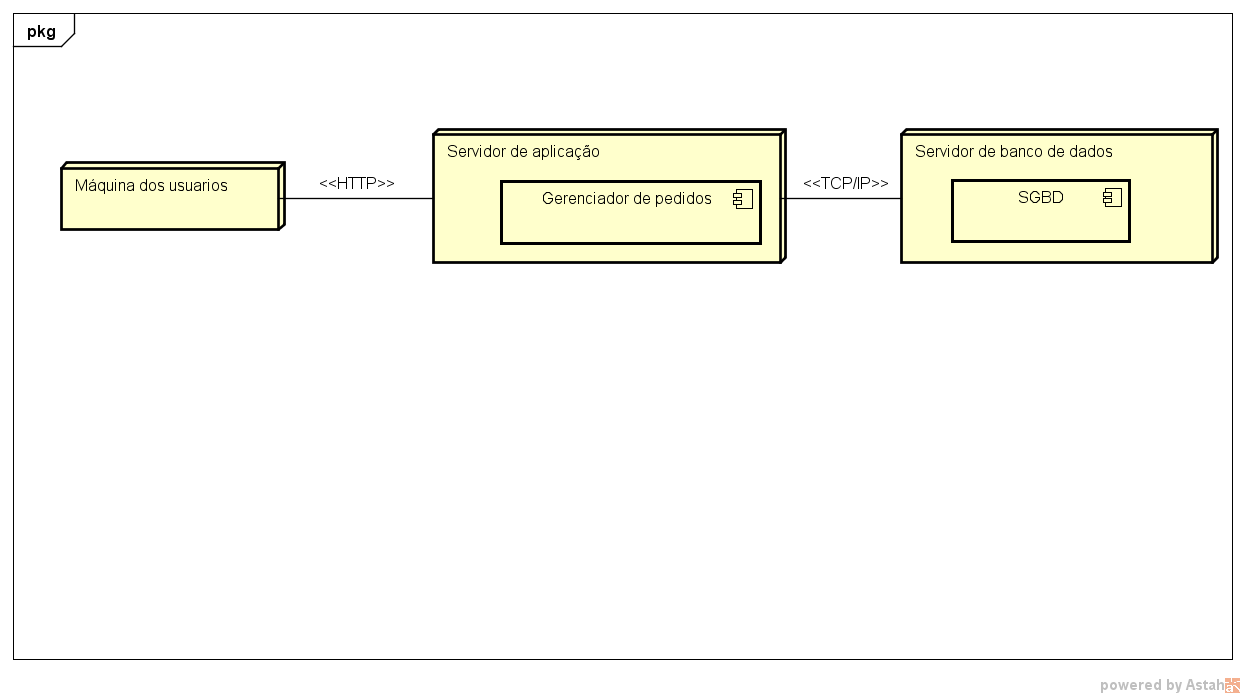 pkg
Máquina dos usuarios
<<HTTP>>
Servidor de aplicação
Gerenciador de pedidos
<<TCP/IP>>
Servidor de banco de dados
SGBD
powered by Astah